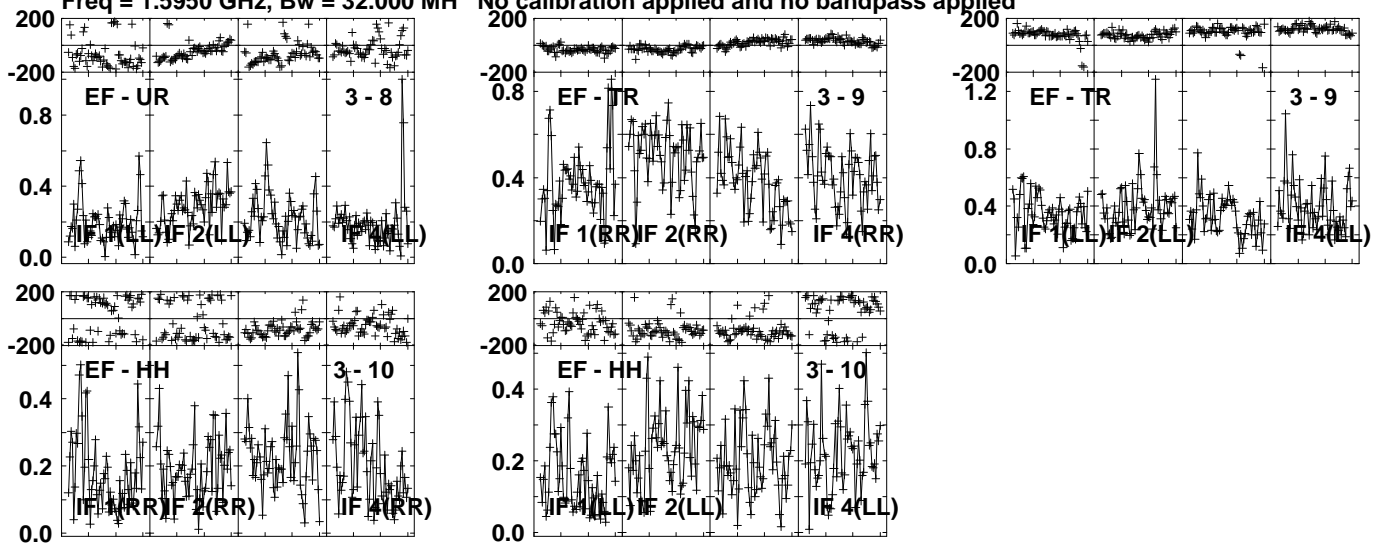 Freq = 1.5950 GHz, Bw = 32.000 MH No calibration applied and no bandpass applied
200
-200
EF - UR
3 - 8
0.8
0.4
0.0
IF 1(LL)
IF 2(LL)
IF 4(LL)
200
-200
EF - TR
3 - 9
0.8
0.4
0.0
IF 1(RR)
IF 2(RR)
IF 4(RR)
200
-200
EF - TR
3 - 9
1.2
0.8
0.4
0.0
IF 1(LL)
IF 2(LL)
IF 4(LL)
200
-200
EF - HH
3 - 10
0.4
0.2
0.0
IF 1(RR)
IF 2(RR)
IF 4(RR)
200
-200
EF - HH
3 - 10
0.4
0.2
0.0
IF 1(LL)
IF 2(LL)
IF 4(LL)